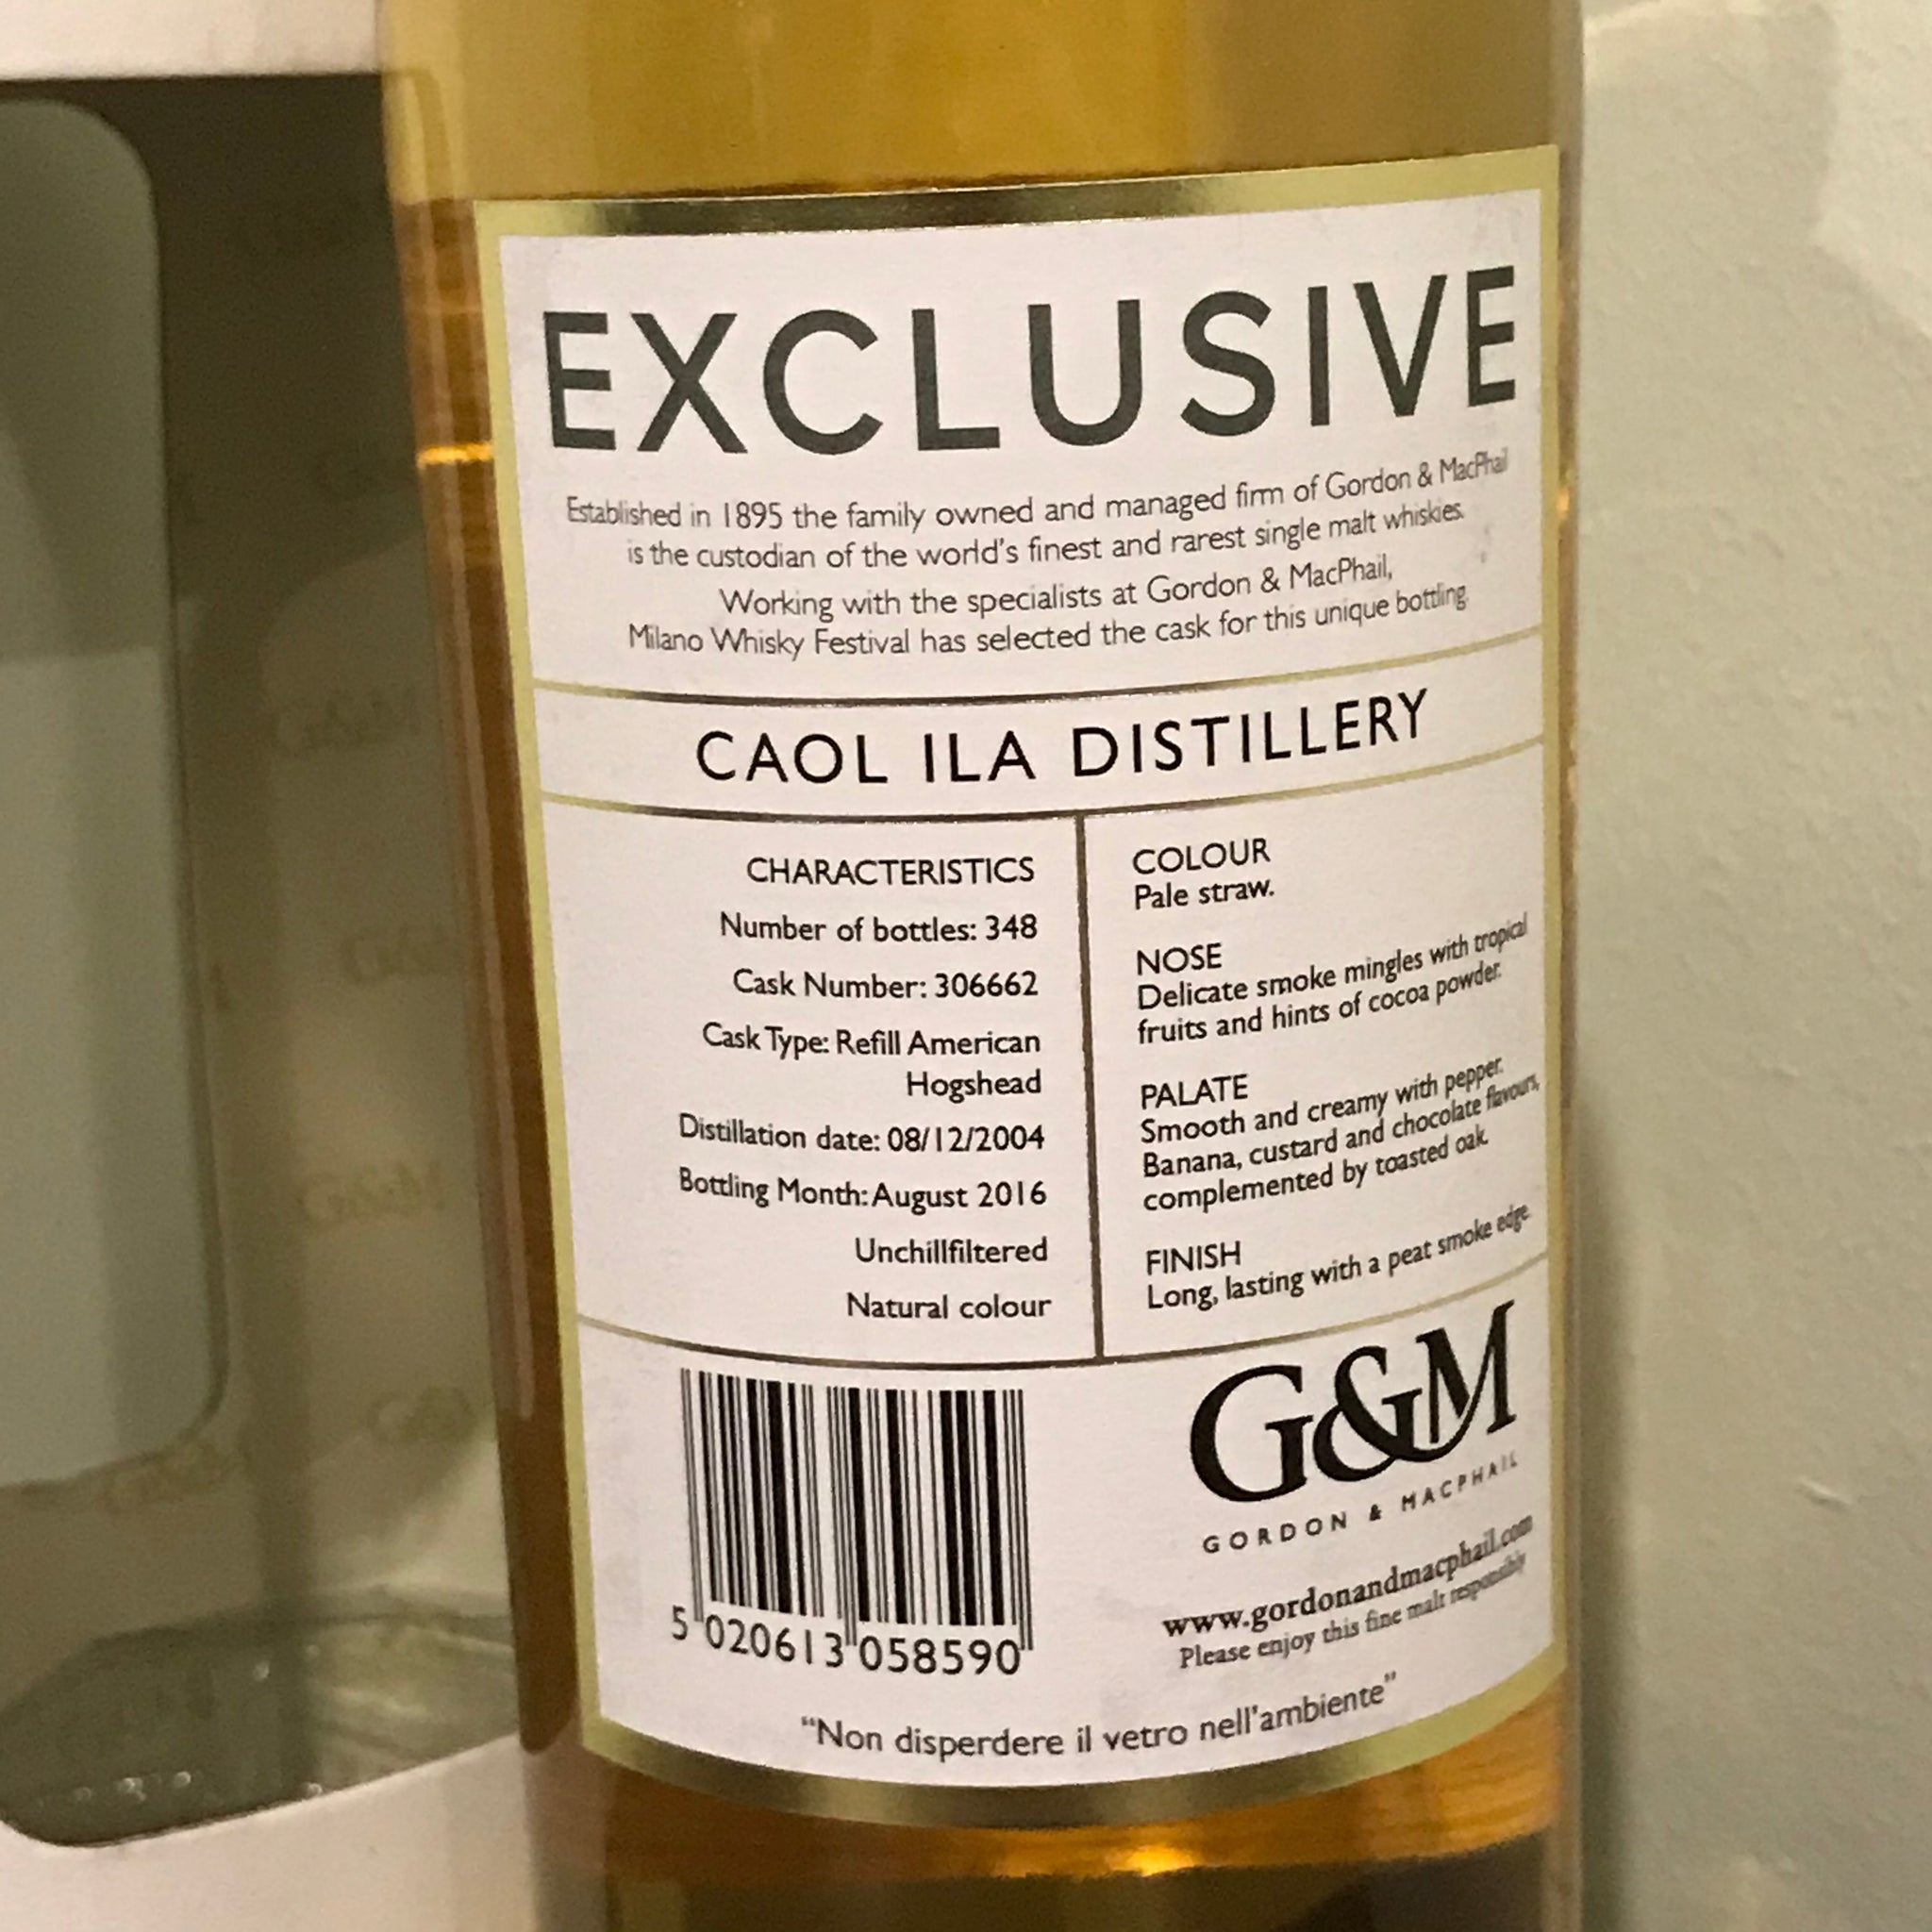 EXCLUSIVE
Established in 1895 the family owned and managed firm of Gordon & MacPhail
is the custodian of the world's finest and rarest single malt whiskies.
Working with the specialists at Gordon & MacPhail,
Milano Whisky Festival has selected the cask for this unique bottling.
CAOL ILA DISTILLERY
CHARACTERISTICS
Number of bottles: 348
Cask Number: 306662
Cask Type: Refill American
Hogshead
Distillation date: 08/12/2004
Bottling Month: August 2016
Unchillfiltered
Natural colour
COLOUR
Pale straw.
NOSE
Delicate smoke mingles with tropical
fruits and hints of cocoa powder.
PALATE
Smooth and creamy with pepper.
Banana, custard and chocolate flavours,
complemented by toasted oak.
FINISH
Long, lasting with a peat smoke edge.
5 020613 058590
G&M
GORDON & MACPHAIL
www.gordonandmacphail.com
Please enjoy this fine malt responsibly
"Non disperdere il vetro nell'ambiente"